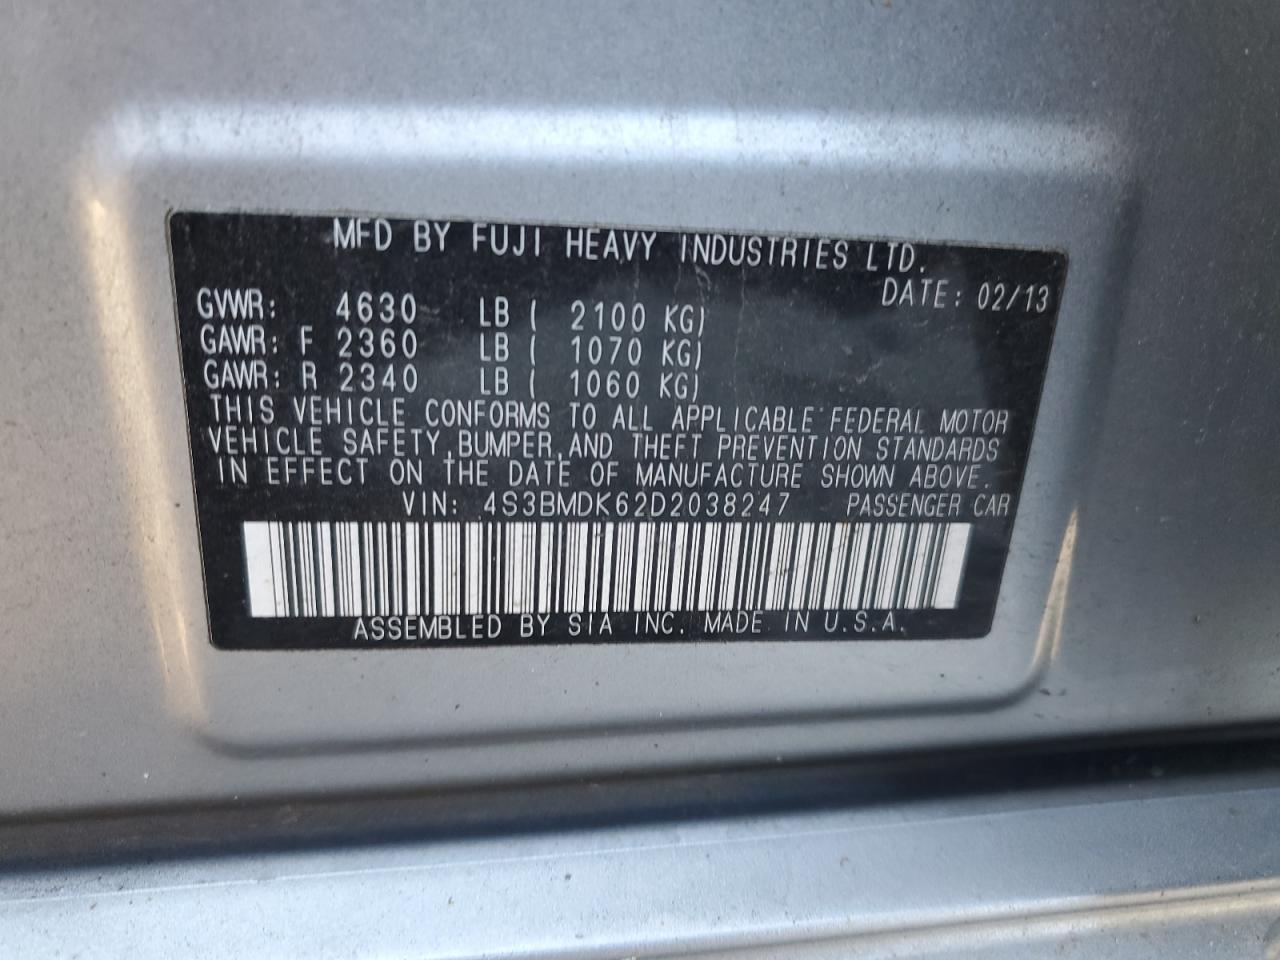 MFD BY FUJI HEAVY INDUSTRIES LTD.
DATE: 02/13
GVWR: 4630 LB ( 2100 KG)
GAWR: F 2360 LB ( 1070 KG)
GAWR: R 2340 LB ( 1060 KG)
THIS VEHICLE CONFORMS TO ALL APPLICABLE FEDERAL MOTOR
VEHICLE SAFETY,BUMPER,AND THEFT PREVENTION STANDARDS
IN EFFECT ON THE DATE OF MANUFACTURE SHOWN ABOVE.
VIN: 4S3BMDK62D2038247 PASSENGER CAR
ASSEMBLED BY SIA INC. MADE IN U.S.A.